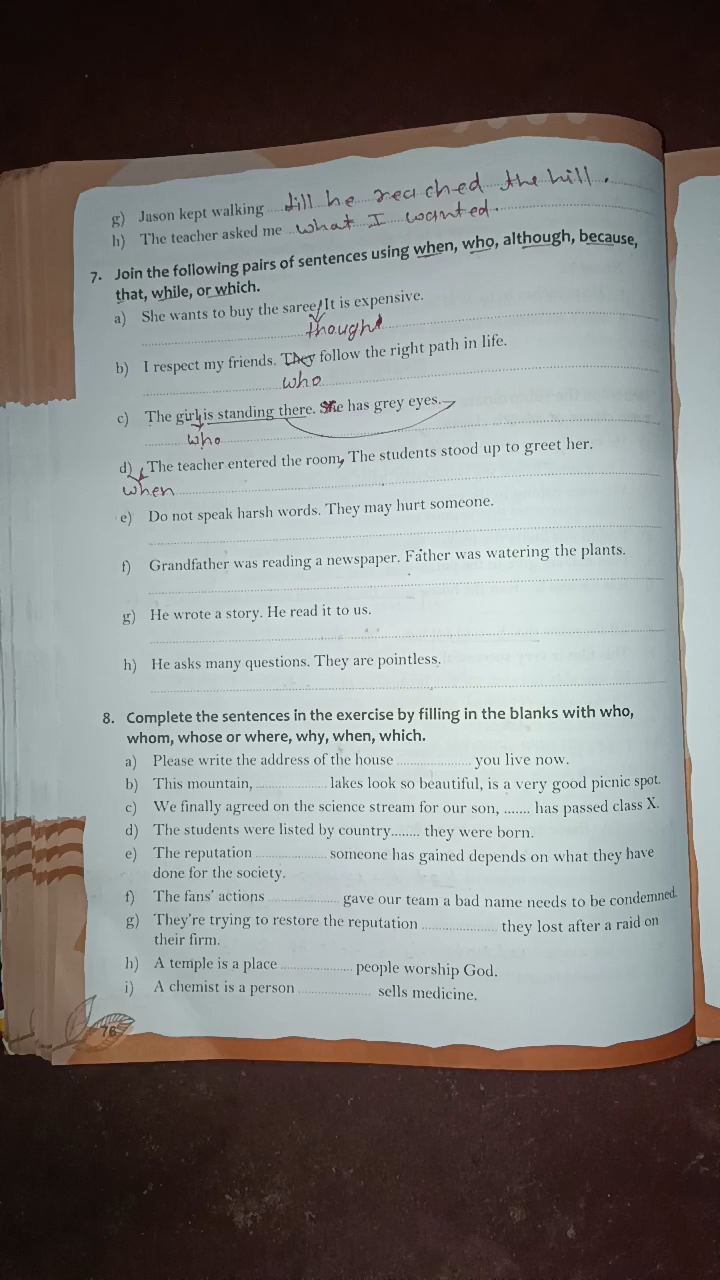 g) Jason kept walking till he reached the hill.
h) The teacher asked me what I wanted.
7. Join the following pairs of sentences using when, who, although, because,
that, while, or which.
a) She wants to buy the saree/It is expensive.
thought
b) I respect my friends. They follow the right path in life.
who
c) The girl is standing there. She has grey eyes.
who
d) The teacher entered the room, The students stood up to greet her.
when
e) Do not speak harsh words. They may hurt someone.
f) Grandfather was reading a newspaper. Father was watering the plants.
g) He wrote a story. He read it to us.
h) He asks many questions. They are pointless.
8. Complete the sentences in the exercise by filling in the blanks with who,
whom, whose or where, why, when, which.
a) Please write the address of the house ..................... you live now.
b) This mountain, ..................... lakes look so beautiful, is a very good picnic spot.
c) We finally agreed on the science stream for our son, ....... has passed class X.
d) The students were listed by country........ they were born.
e) The reputation ..................... someone has gained depends on what they have
done for the society.
f) The fans' actions ..................... gave our team a bad name needs to be condemned.
g) They're trying to restore the reputation ..................... they lost after a raid on
their firm.
h) A temple is a place ..................... people worship God.
i) A chemist is a person ..................... sells medicine.
78